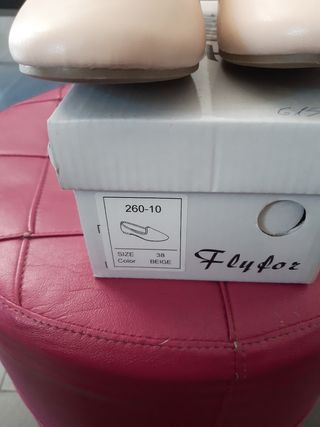 260-10
SIZE 38
Color BEIGE
Flyfor